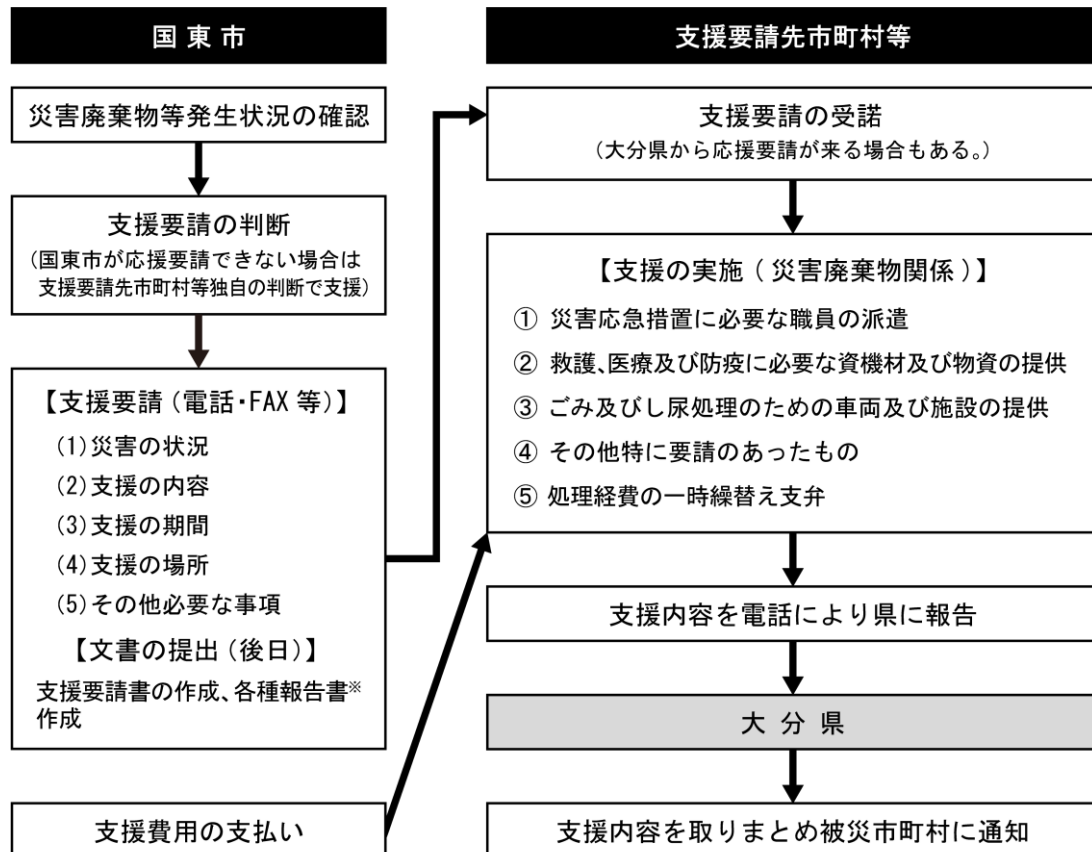 国東市
災害廃棄物等発生状況の確認
支援要請の判断
(国東市が応援要請できない場合は
支援要請先市町村等独自の判断で支援)
【支援要請(電話・FAX 等)】
(1)災害の状況
(2)支援の内容
(3)支援の期間
(4)支援の場所
(5)その他必要な事項
【文書の提出(後日)】
支援要請書の作成、各種報告書※
作成
支援費用の支払い
支援要請先市町村等
支援要請の受諾
(大分県から応援要請が来る場合もある。)
【支援の実施(災害廃棄物関係)】
① 災害応急措置に必要な職員の派遣
② 救護、医療及び防疫に必要な資機材及び物資の提供
③ ごみ及びし尿処理のための車両及び施設の提供
④ その他特に要請のあったもの
⑤ 処理経費の一時繰替え支弁
支援内容を電話により県に報告
大分県
支援内容を取りまとめ被災市町村に通知